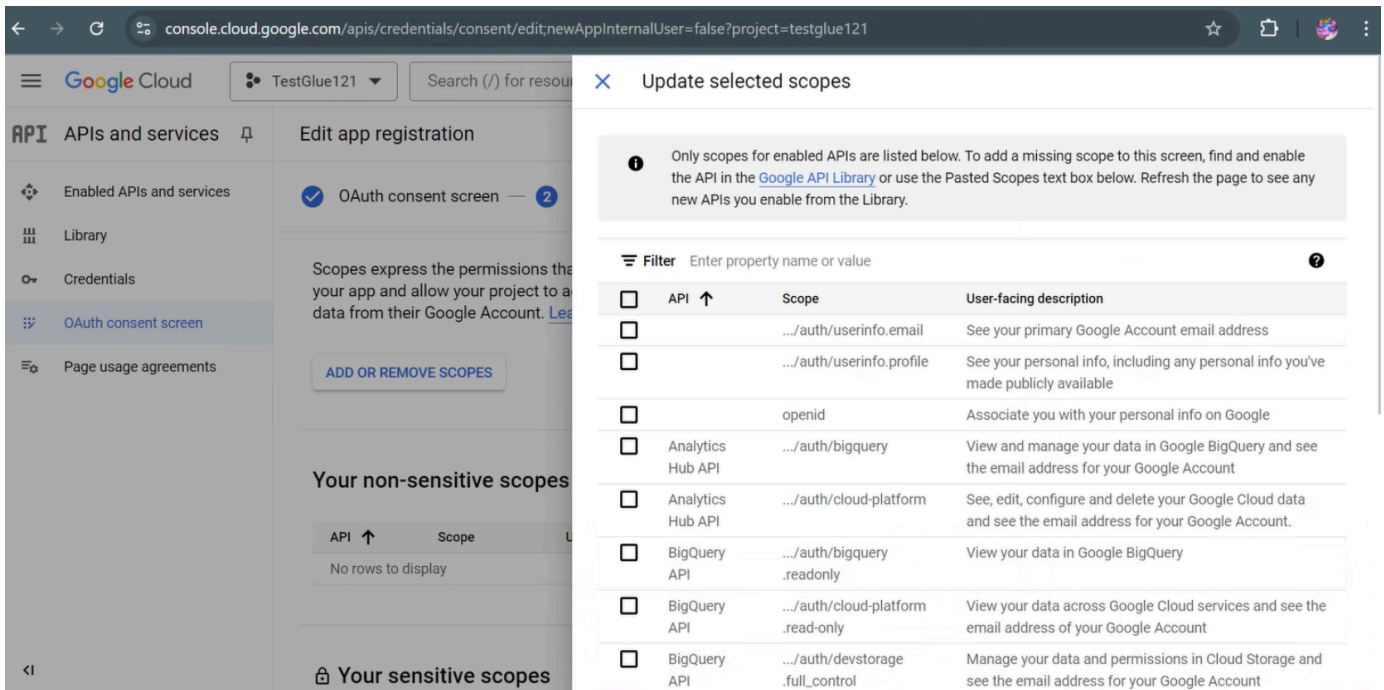 console.cloud.google.com/apis/credentials/consent/edit;newAppInternalUser=false?project=testglue121
Google Cloud
TestGlue121
Search (/) for resou
API APIs and services
Enabled APIs and services
Library
Credentials
OAuth consent screen
Page usage agreements
Edit app registration
OAuth consent screen — 2
Scopes express the permissions tha
your app and allow your project to a
data from their Google Account. Lea
ADD OR REMOVE SCOPES
Your non-sensitive scopes
API Scope U
No rows to display
Your sensitive scopes
Update selected scopes
Only scopes for enabled APIs are listed below. To add a missing scope to this screen, find and enable
the API in the Google API Library or use the Pasted Scopes text box below. Refresh the page to see any
new APIs you enable from the Library.
Filter Enter property name or value
API Scope User-facing description
.../auth/userinfo.email See your primary Google Account email address
.../auth/userinfo.profile See your personal info, including any personal info you've
made publicly available
openid Associate you with your personal info on Google
Analytics .../auth/bigquery View and manage your data in Google BigQuery and see
Hub API the email address for your Google Account
Analytics .../auth/cloud-platform See, edit, configure and delete your Google Cloud data
Hub API and see the email address for your Google Account.
BigQuery .../auth/bigquery View your data in Google BigQuery
API .readonly
BigQuery .../auth/cloud-platform View your data across Google Cloud services and see the
API .read-only email address of your Google Account
BigQuery .../auth/devstorage Manage your data and permissions in Cloud Storage and
API .full_control see the email address for your Google Account